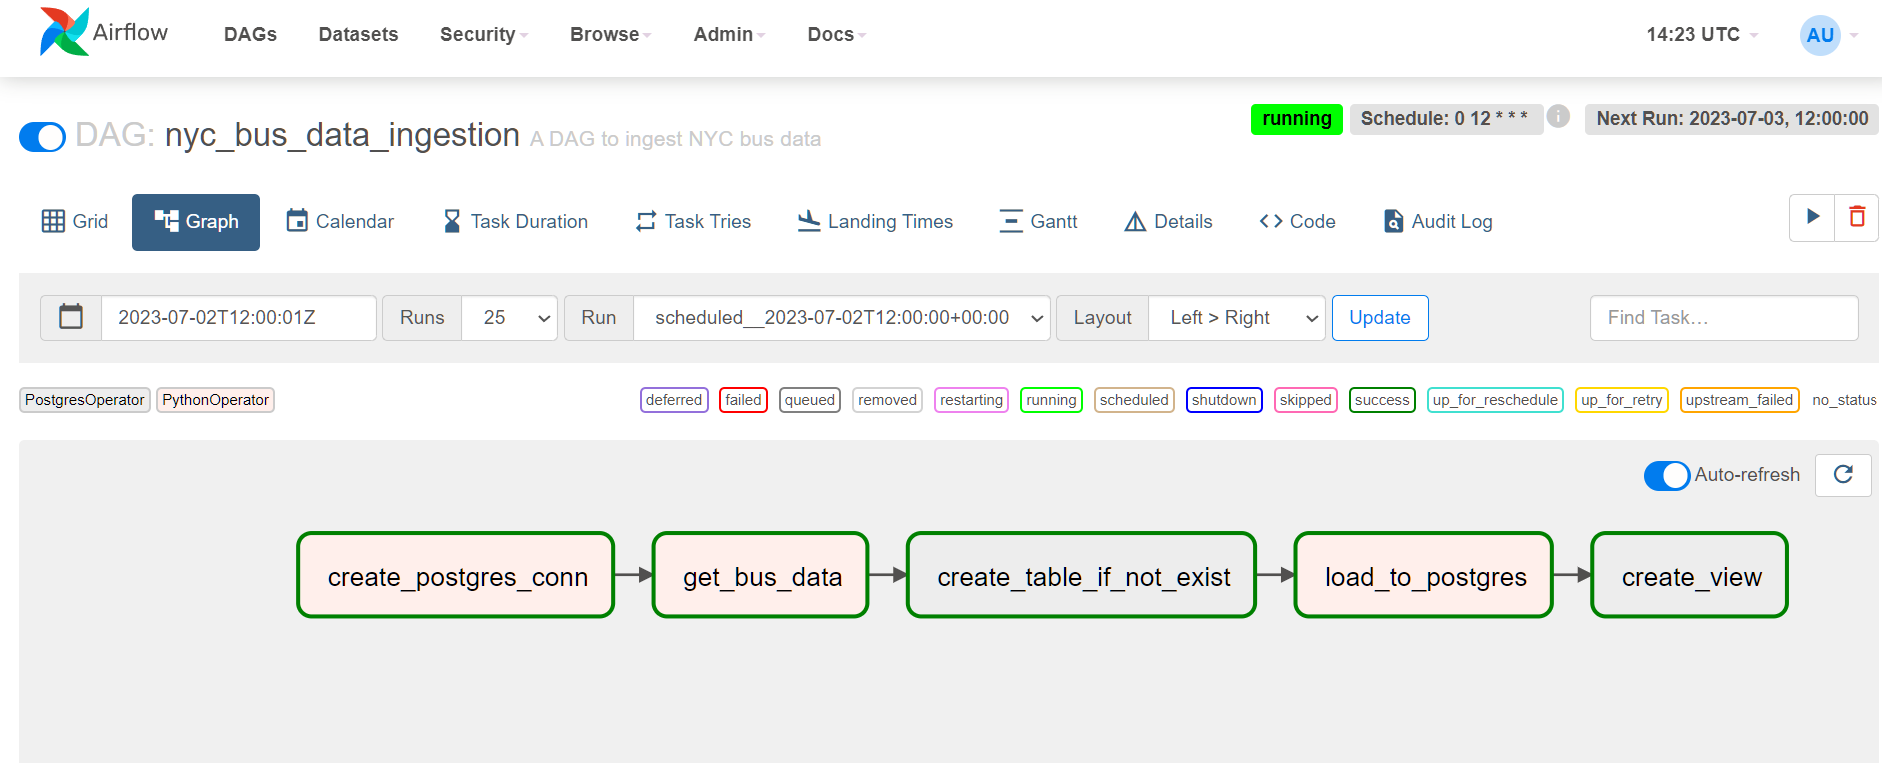 Airflow DAGs Datasets Security Browse Admin Docs 14:23 UTC AU
DAG: nyc_bus_data_ingestion A DAG to ingest NYC bus data running Schedule: 0 12 * * * i Next Run: 2023-07-03, 12:00:00
Grid Graph Calendar Task Duration Task Tries Landing Times Gantt Details Code Audit Log
2023-07-02T12:00:01Z Runs 25 Run scheduled__2023-07-02T12:00:00+00:00 Layout Left > Right Update Find Task…
PostgresOperator PythonOperator deferred failed queued removed restarting running scheduled shutdown skipped success up_for_reschedule up_for_retry upstream_failed no_status
Auto-refresh
create_postgres_conn get_bus_data create_table_if_not_exist load_to_postgres create_view